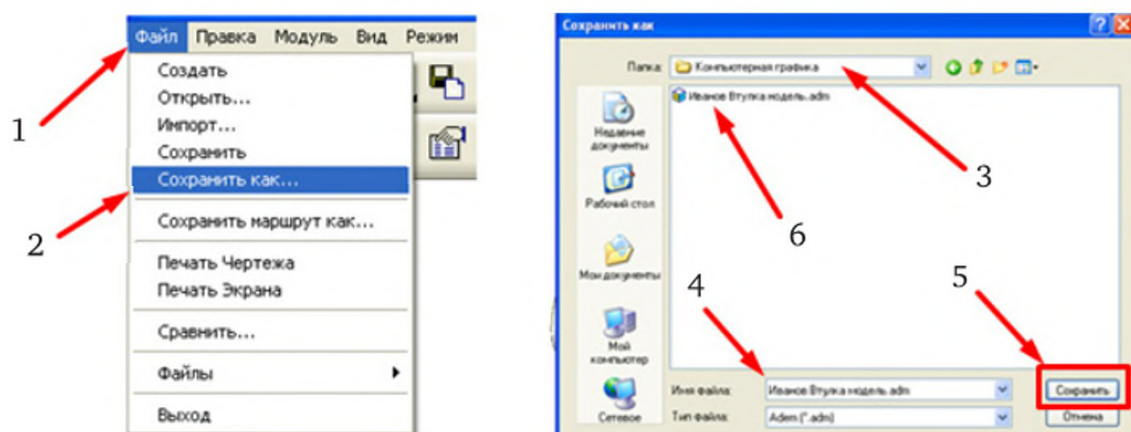 Файл Правка Модуль Вид Режим
Создать
Открыть...
Импорт...
Сохранить
Сохранить как...
Сохранить маршрут как...
Печать Чертежа
Печать Экрана
Сравнить...
Файлы
Выход
1
2
Сохранить как
Папка: Компьютерная графика
Иванов Втулка модель.adm
Недавние
документы
Рабочий стол
Мои документы
Мой
компьютер
Сетевое
3
6
4
5
Имя файла: Иванов Втулка модель.adm Сохранить
Тип файла: Adem (*.adm) Отмена